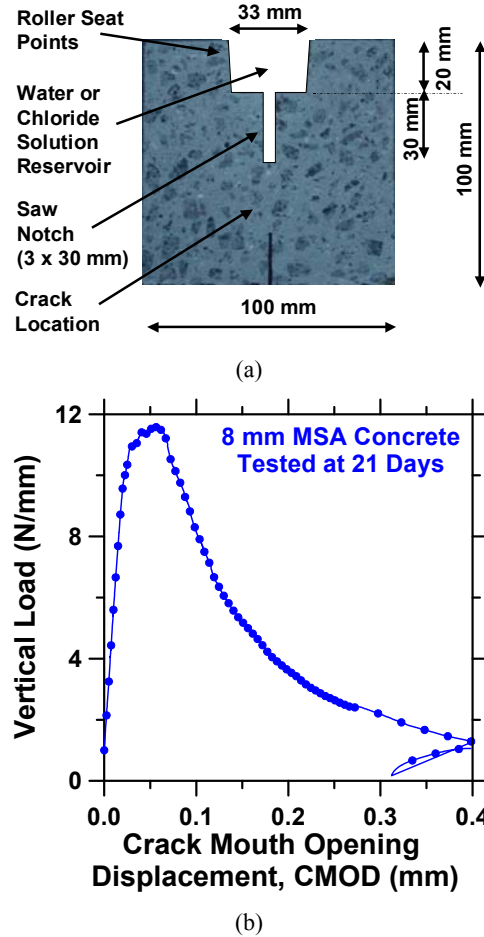 Roller Seat
Points
33 mm
20 mm
Water or
Chloride
Solution
Reservoir
30 mm
100 mm
Saw
Notch
(3 x 30 mm)
Crack
Location
100 mm
(a)
12
8 mm MSA Concrete
Tested at 21 Days
8
4
0
Vertical Load (N/mm)
0.0
0.1
0.2
0.3
0.4
Crack Mouth Opening
Displacement, CMOD (mm)
(b)